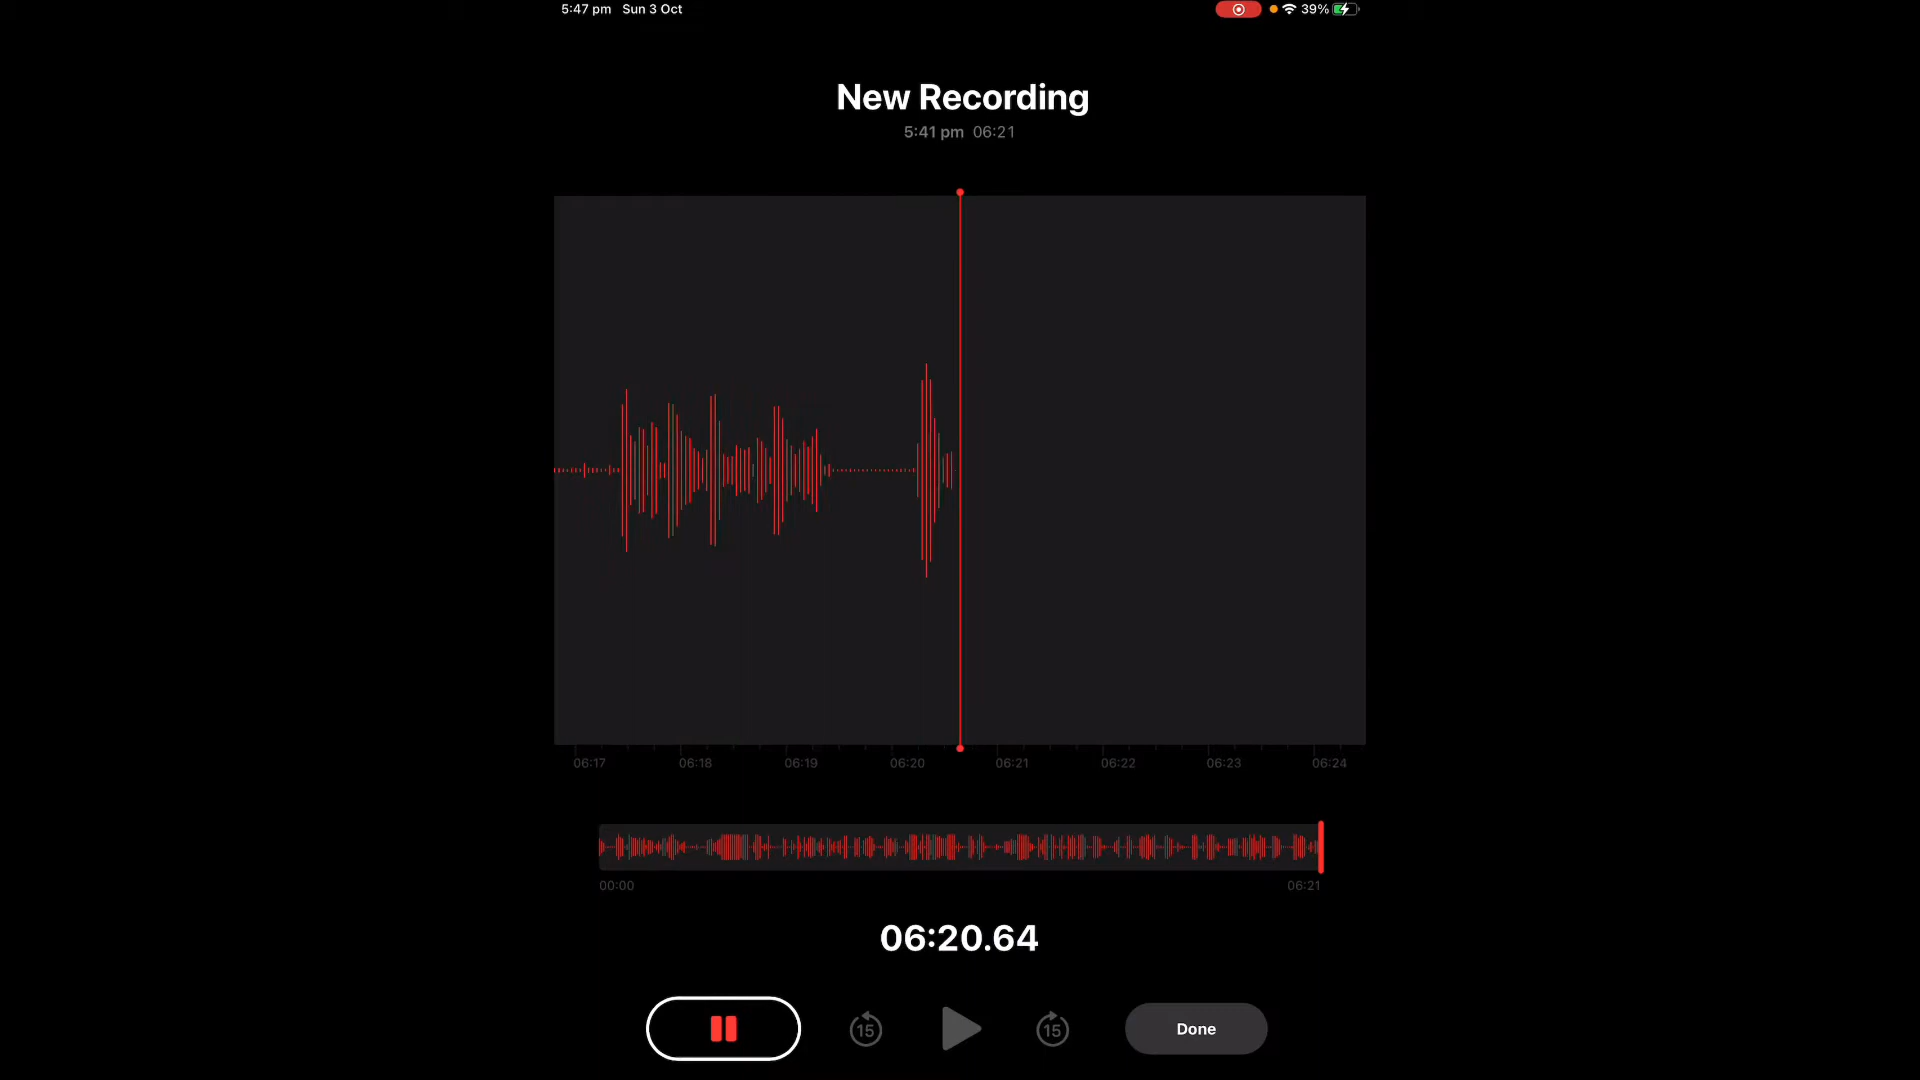 5:47 pm Sun 3 Oct
39%
New Recording
5:41 pm 06:21
06:17 06:18 06:19 06:20 06:21 06:22 06:23 06:24
00:00 06:21
06:20.64
15 15 Done